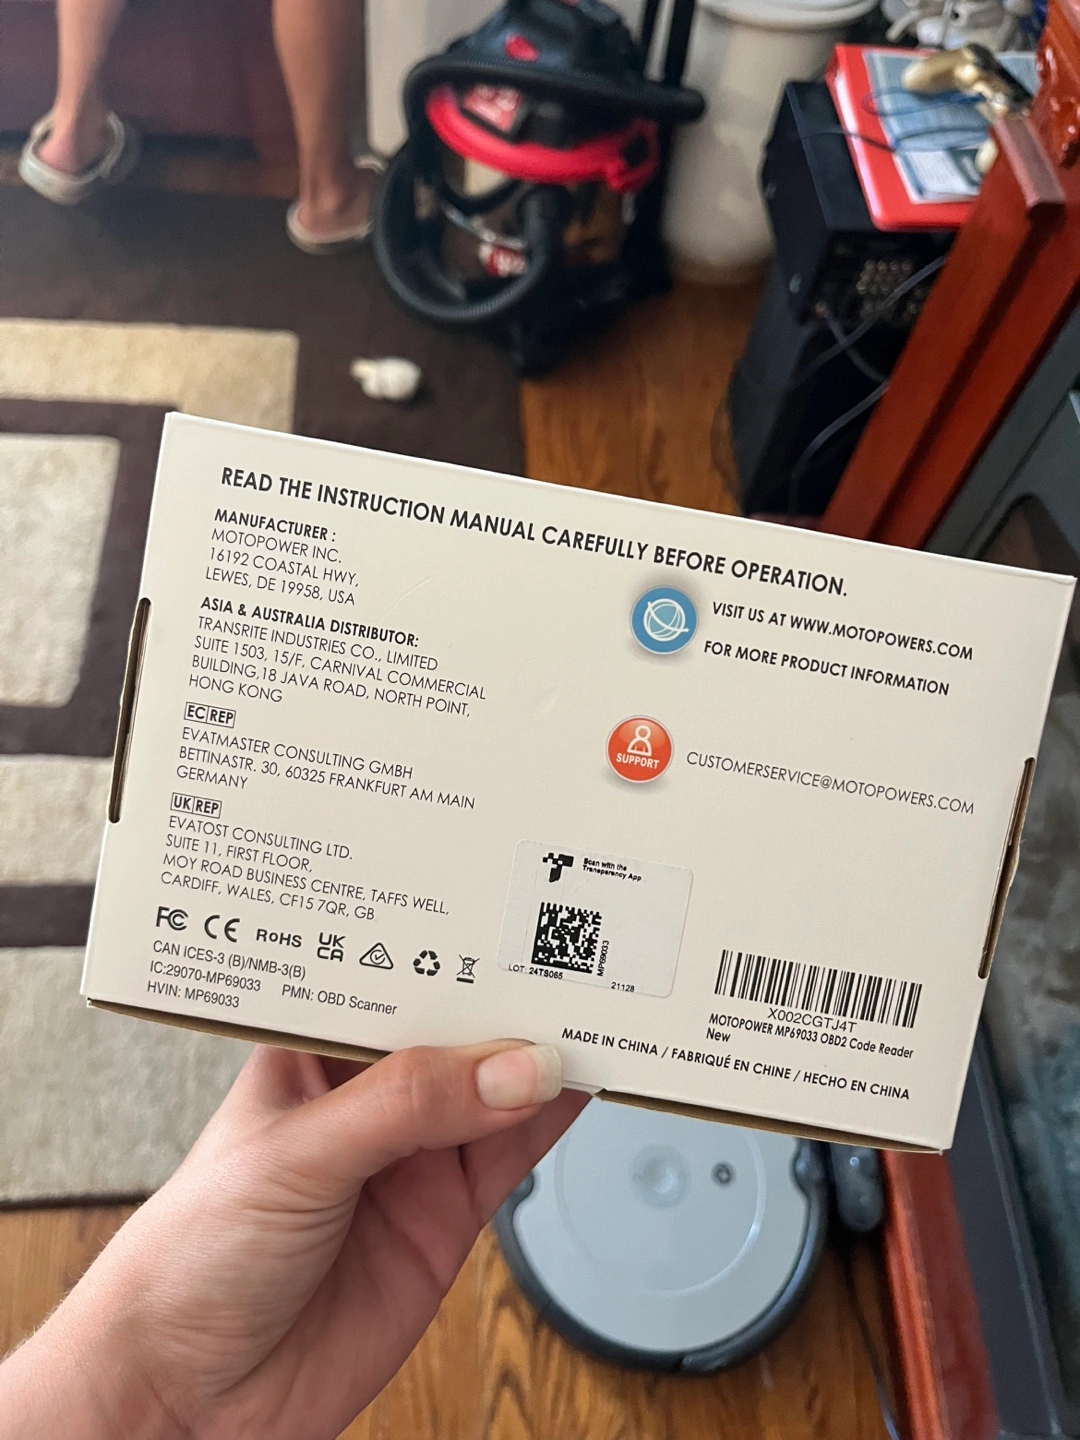 READ THE INSTRUCTION MANUAL CAREFULLY BEFORE OPERATION.
MANUFACTURER :
MOTOPOWER INC.
16192 COASTAL HWY,
LEWES, DE 19958, USA
ASIA & AUSTRALIA DISTRIBUTOR:
TRANSRITE INDUSTRIES CO., LIMITED
SUITE 1503, 15/F, CARNIVAL COMMERCIAL
BUILDING,18 JAVA ROAD, NORTH POINT,
HONG KONG
EC REP
EVATMASTER CONSULTING GMBH
BETTINASTR. 30, 60325 FRANKFURT AM MAIN
GERMANY
UK REP
EVATOST CONSULTING LTD.
SUITE 11, FIRST FLOOR,
MOY ROAD BUSINESS CENTRE, TAFFS WELL,
CARDIFF, WALES, CF15 7QR, GB
FC CE RoHS UK CA
CAN ICES-3 (B)/NMB-3(B)
IC:29070-MP69033 PMN: OBD Scanner
HVIN: MP69033
VISIT US AT WWW.MOTOPOWERS.COM
FOR MORE PRODUCT INFORMATION
SUPPORT
CUSTOMERSERVICE@MOTOPOWERS.COM
Scan with the
Transparency App
MP69033
LOT: 24TS065
21128
X002CGTJ4T
MOTOPOWER MP69033 OBD2 Code Reader
New
MADE IN CHINA / FABRIQUÉ EN CHINE / HECHO EN CHINA